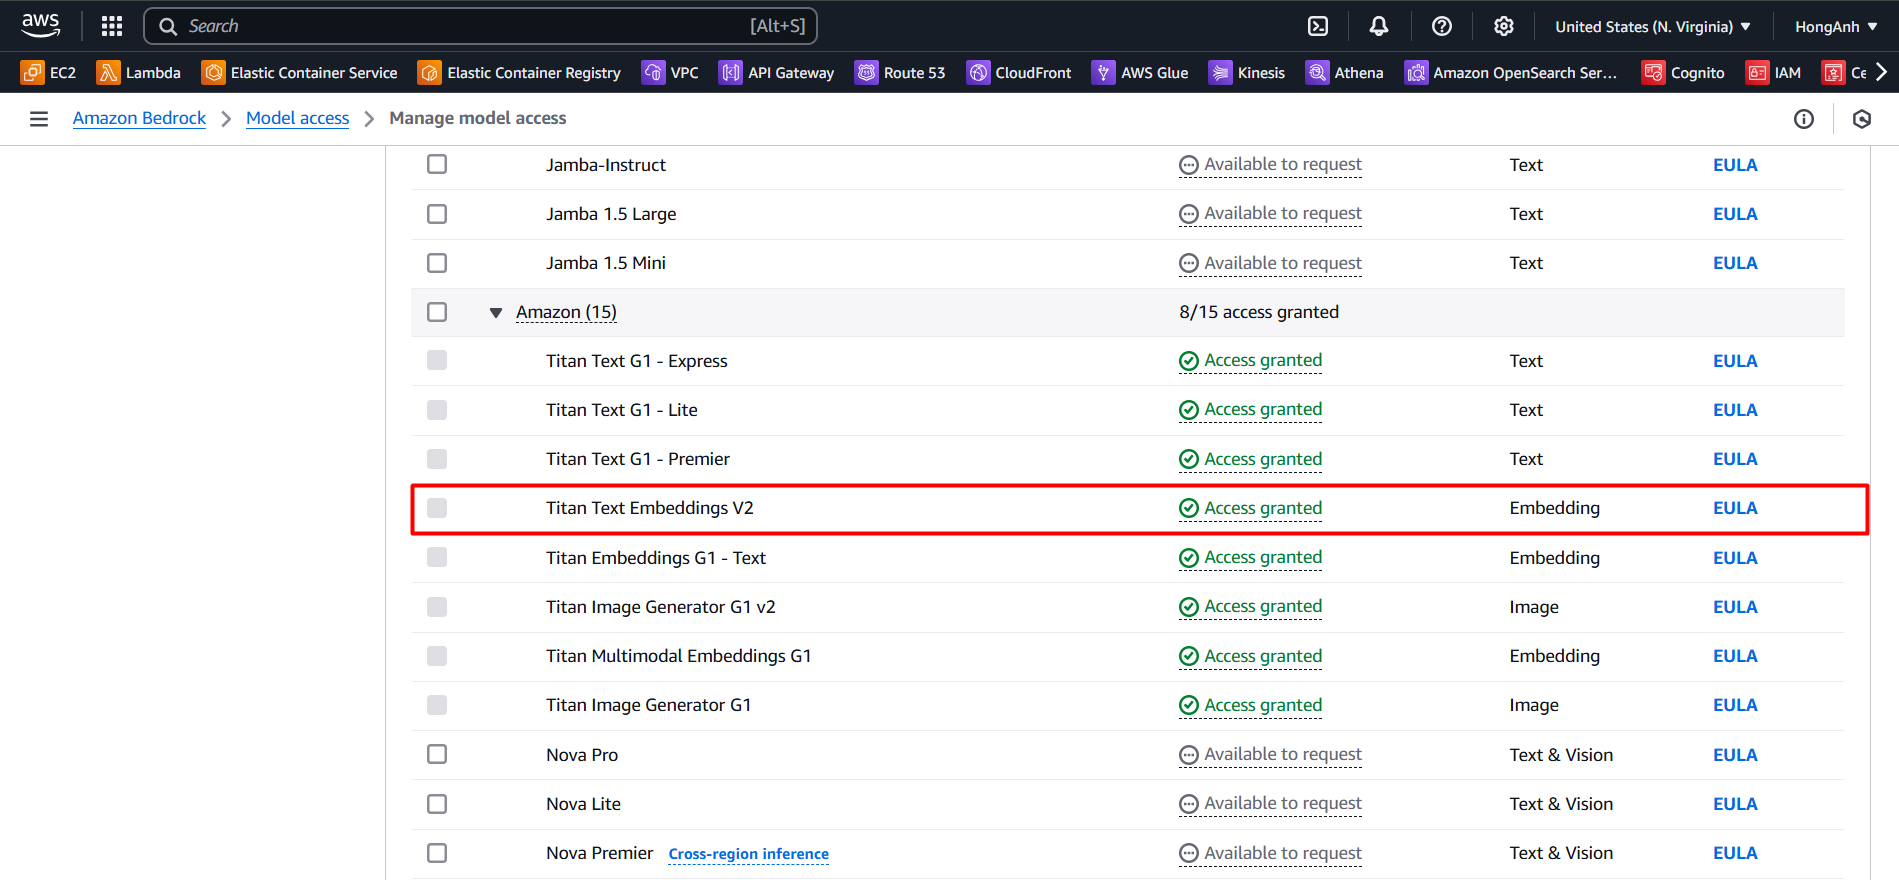 aws Search [Alt+S] United States (N. Virginia) HongAnh
EC2 Lambda Elastic Container Service Elastic Container Registry VPC API Gateway Route 53 CloudFront AWS Glue Kinesis Athena Amazon OpenSearch Ser... Cognito IAM Ce
Amazon Bedrock Model access Manage model access
Jamba-Instruct Available to request Text EULA
Jamba 1.5 Large Available to request Text EULA
Jamba 1.5 Mini Available to request Text EULA
Amazon (15) 8/15 access granted
Titan Text G1 - Express Access granted Text EULA
Titan Text G1 - Lite Access granted Text EULA
Titan Text G1 - Premier Access granted Text EULA
Titan Text Embeddings V2 Access granted Embedding EULA
Titan Embeddings G1 - Text Access granted Embedding EULA
Titan Image Generator G1 v2 Access granted Image EULA
Titan Multimodal Embeddings G1 Access granted Embedding EULA
Titan Image Generator G1 Access granted Image EULA
Nova Pro Available to request Text & Vision EULA
Nova Lite Available to request Text & Vision EULA
Nova Premier Cross-region inference Available to request Text & Vision EULA